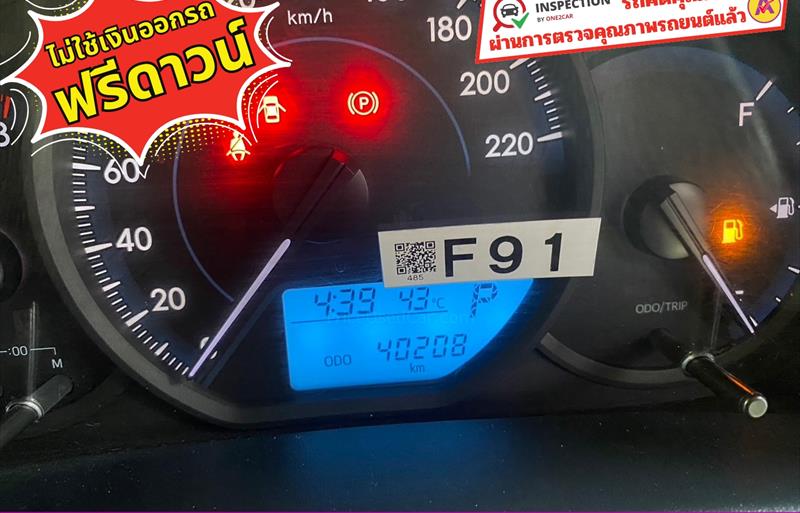 ไม่ใช้เงินออกรถ
ฟรีดาวน์
INSPECTION
BY ONE2CAR
ผ่านการตรวจคุณภาพรถยนต์แล้ว
km/h
180
200
220
60
40
20
0
P
F
F91
485
4:39 43°C P
ODO 40208
km
ODO/TRIP
:00
M